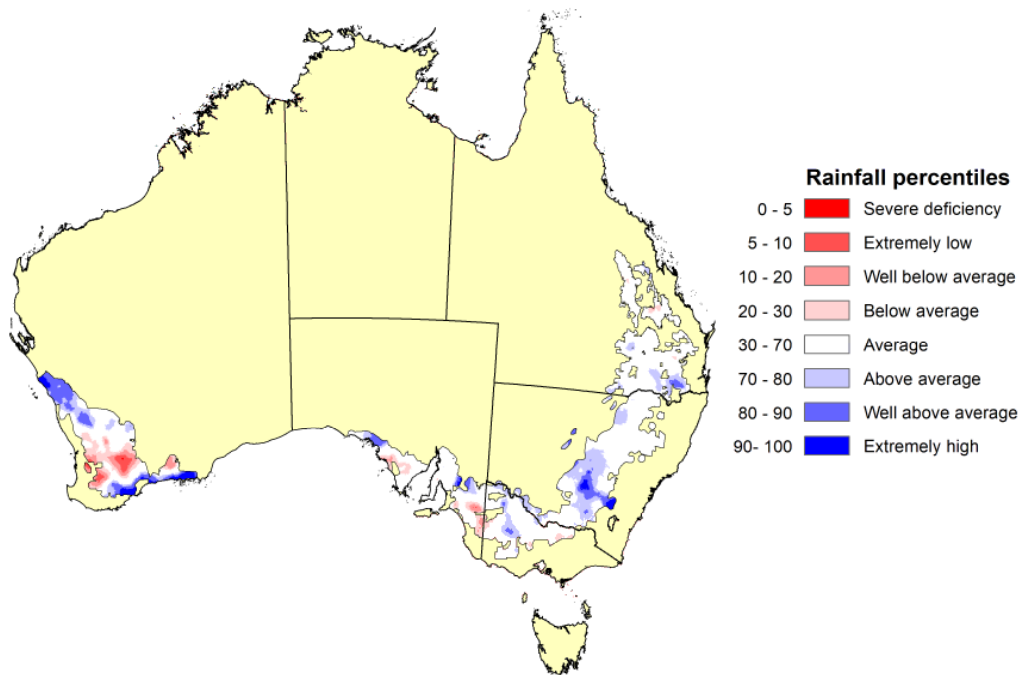 Rainfall percentiles
0 - 5 Severe deficiency
5 - 10 Extremely low
10 - 20 Well below average
20 - 30 Below average
30 - 70 Average
70 - 80 Above average
80 - 90 Well above average
90- 100 Extremely high